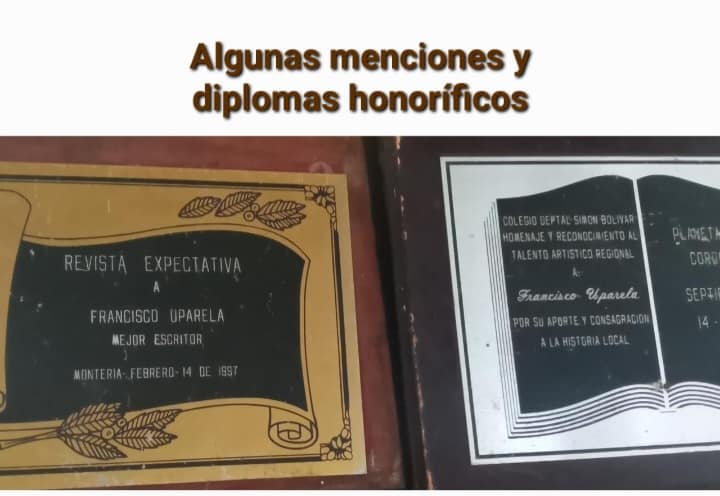 Algunas menciones y
diplomas honoríficos
REVISTA EXPECTATIVA
A
FRANCISCO UPARELA
MEJOR ESCRITOR
MONTERIA- FEBRERO- 14 DE 1997
COLEGIO DEPTAL SIMON BOLIVAR
HOMENAJE Y RECONOCIMIENTO AL
TALENTO ARTISTICO REGIONAL
A:
Francisco Uparela
POR SU APORTE Y CONSAGRACION
A LA HISTORIA LOCAL
14